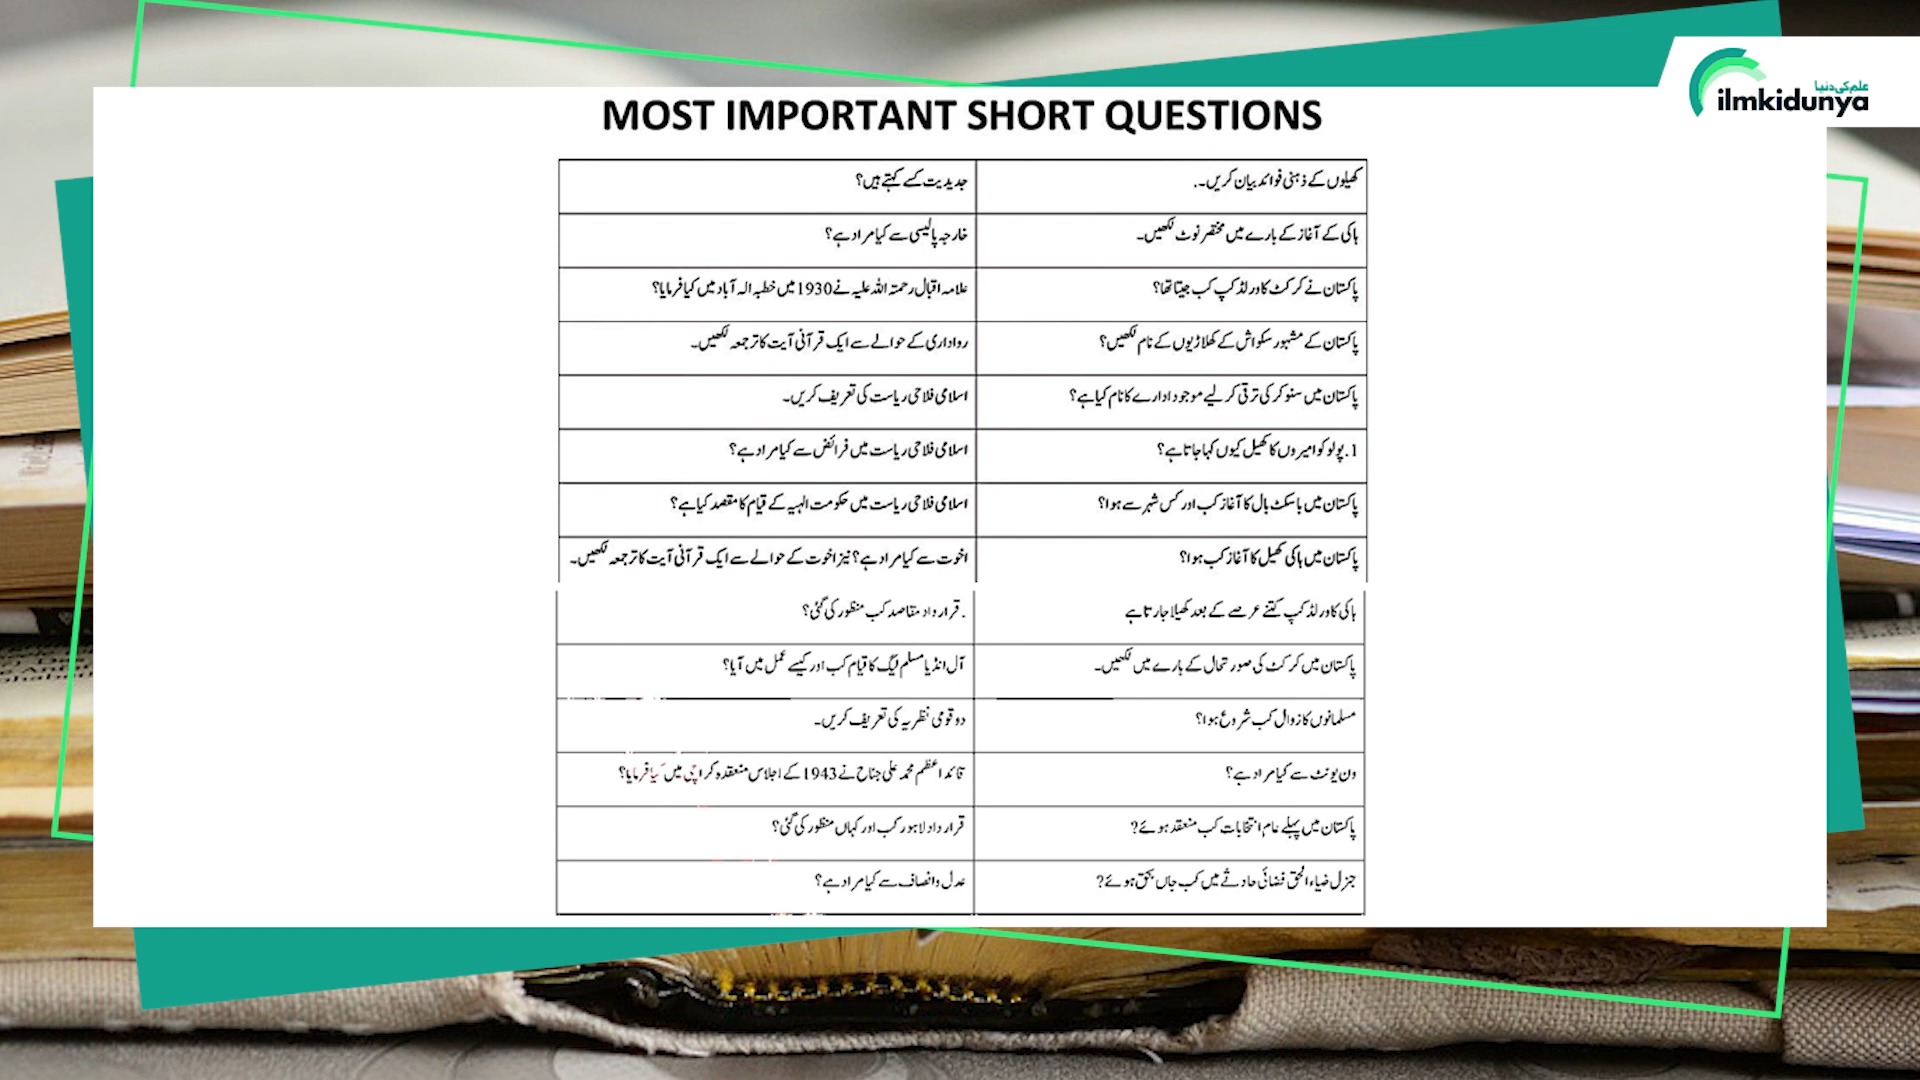 علم کی دنیا
ilmkidunya
MOST IMPORTANT SHORT QUESTIONS
کھیلوں کے ذہنی فوائد بیان کریں۔.
جدیدیت کسے کہتے ہیں؟
ہاکی کے آغاز کے بارے میں مختصر نوٹ لکھیں۔
خارجہ پالیسی سے کیا مراد ہے؟
پاکستان نے کرکٹ کا ورلڈ کپ کب جیتا تھا؟
علامہ اقبال رحمتہ اللہ علیہ نے 1930 میں خطبہ الہ آباد میں کیا فرمایا؟
پاکستان کے مشہور سکواش کے کھلاڑیوں کے نام لکھیں؟
رواداری کے حوالے سے ایک قرآنی آیت کا ترجمہ لکھیں۔
پاکستان میں سنوکر کی ترقی کر لیے موجود ادارے کا نام کیا ہے؟
اسلامی فلاحی ریاست کی تعریف کریں۔
1. پولو کو امیروں کا کھیل کیوں کہا جاتا ہے؟
اسلامی فلاحی ریاست میں فرائض سے کیا مراد ہے؟
پاکستان میں باسکٹ بال کا آغاز کب اور کس شہر سے ہوا؟
اسلامی فلاحی ریاست میں حکومت الہیہ کے قیام کا مقصد کیا ہے؟
پاکستان میں ہاکی کھیل کا آغاز کب ہوا؟
اخوت سے کیا مراد ہے؟ نیز اخوت کے حوالے سے ایک قرآنی آیت کا ترجمہ لکھیں۔
ہاکی کا ورلڈ کپ کتنے عرصے کے بعد کھیلا جارتا ہے
. قرارداد مقاصد کب منظور کی گئی؟
پاکستان میں کرکٹ کی صورتحال کے بارے میں لکھیں۔
آل انڈیا مسلم لیگ کا قیام کب اور کیسے عمل میں آیا؟
مسلمانوں کا زوال کب شروع ہوا؟
دو قومی نظریہ کی تعریف کریں۔
ون یونٹ سے کیا مراد ہے؟
قائداعظم محمد علی جناح نے 1943 کے اجلاس منعقدہ کراچی میں کیا فرمایا؟
پاکستان میں پہلے عام انتخابات کب منعقد ہوئے?
قرارداد لاہور کب اور کہاں منظور کی گئی؟
جنرل ضیاء الحق فضائی حادثے میں کب جاں بحق ہوئے?
عدل و انصاف سے کیا مراد ہے؟